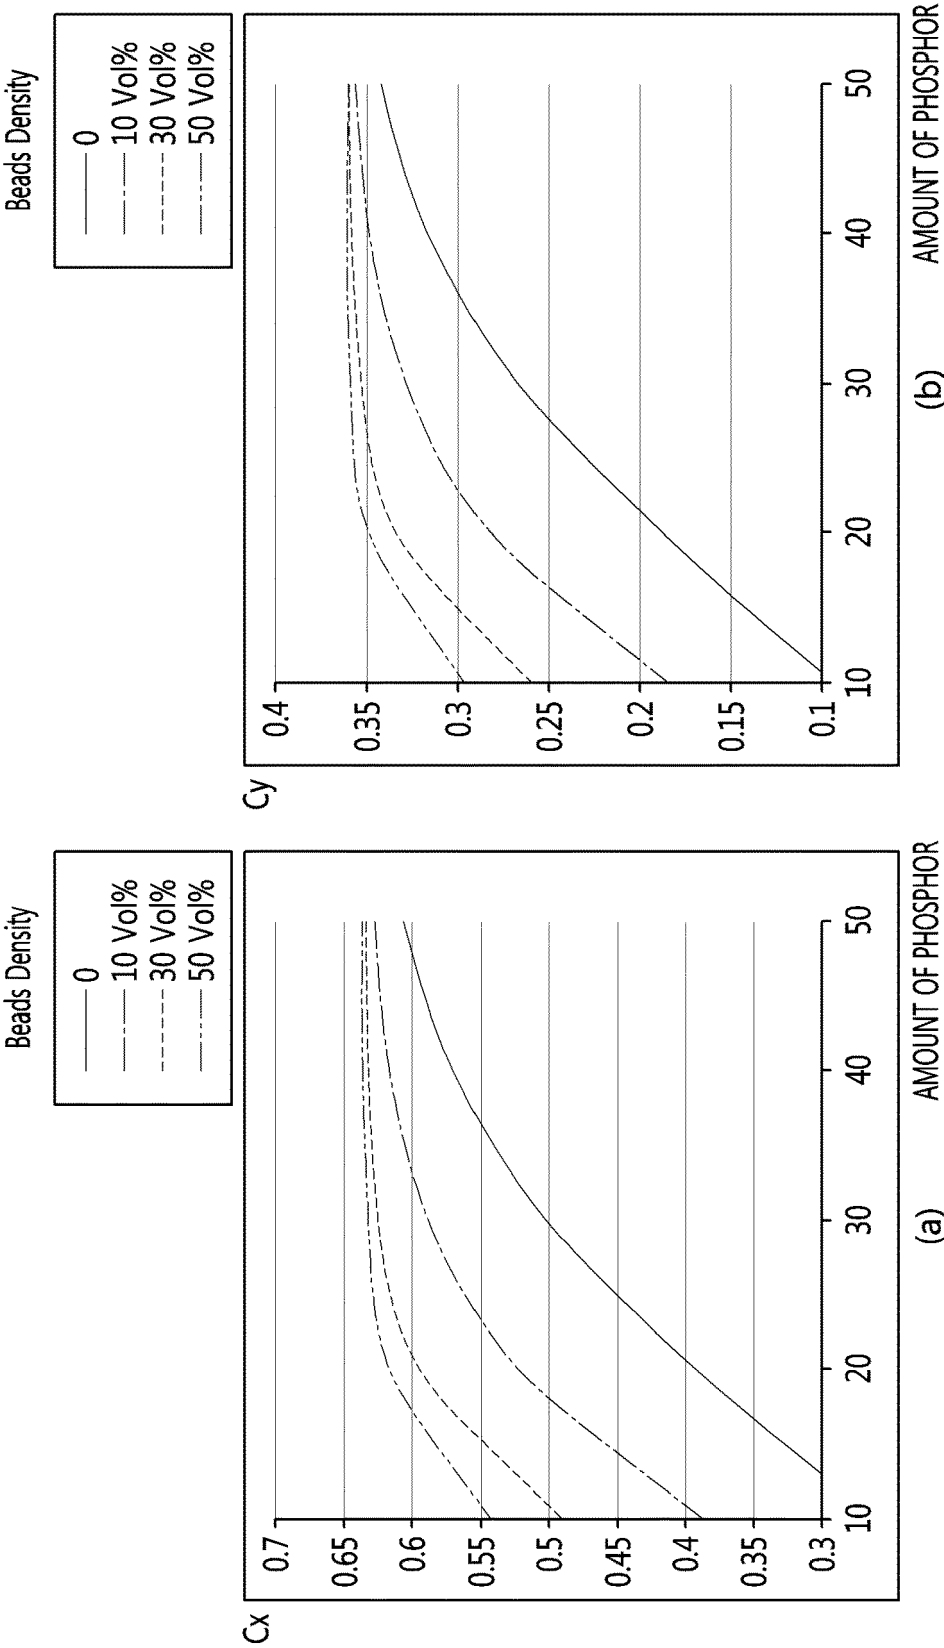 Beads Density
0
10 Vol%
30 Vol%
50 Vol%
Cx
0.7
0.65
0.6
0.55
0.5
0.45
0.4
0.35
0.3
10
20
30
40
50
AMOUNT OF PHOSPHOR
(a)
Beads Density
0
10 Vol%
30 Vol%
50 Vol%
Cy
0.4
0.35
0.3
0.25
0.2
0.15
0.1
10
20
30
40
50
AMOUNT OF PHOSPHOR
(b)